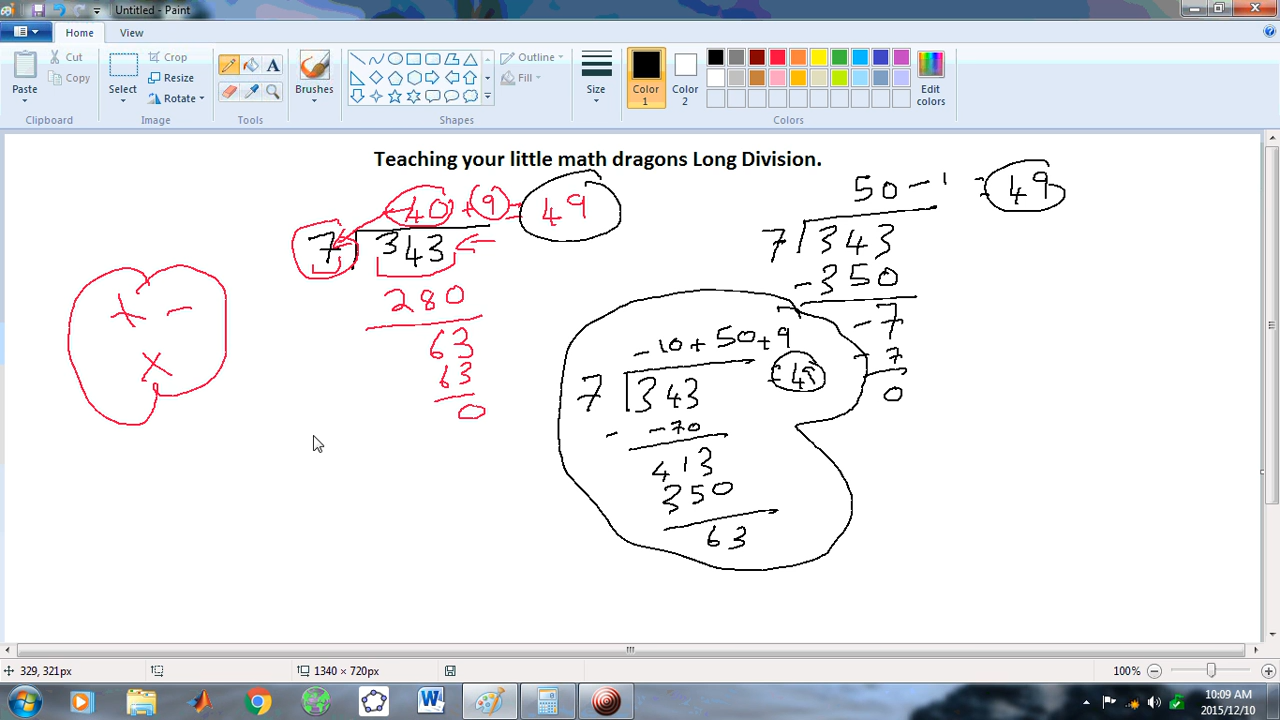 Untitled - Paint
Home
View
Paste
Cut
Copy
Clipboard
Select
Crop
Resize
Rotate
Image
Tools
Brushes
Shapes
Outline
Fill
Size
Color 1
Color 2
Edit colors
Colors
Teaching your little math dragons Long Division.
40 + 9 = 49
7 343
280
63
63
0
+ -
x
50 - 1 = 49
7 343
- 350
- 7
- 7
0
- 10 + 50 + 9
= 49
7 343
- - 70
413
350
63
329, 321px
1340 × 720px
100%
10:09 AM
2015/12/10